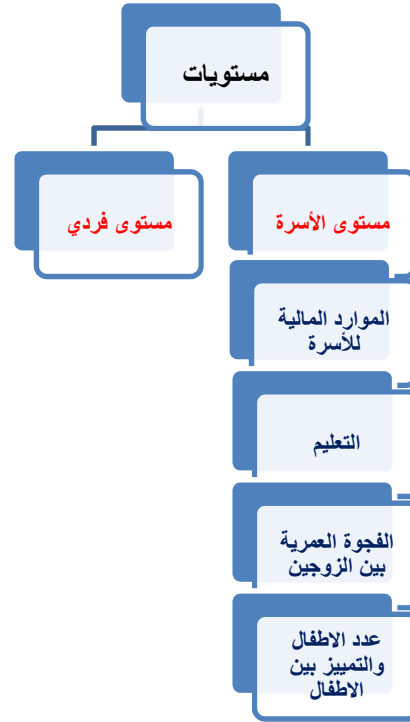 مستويات
مستوى الأسرة
مستوى فردي
الموارد المالية
للأسرة
التعليم
الفجوة العمرية
بين الزوجين
عدد الاطفال
والتمييز بين
الاطفال